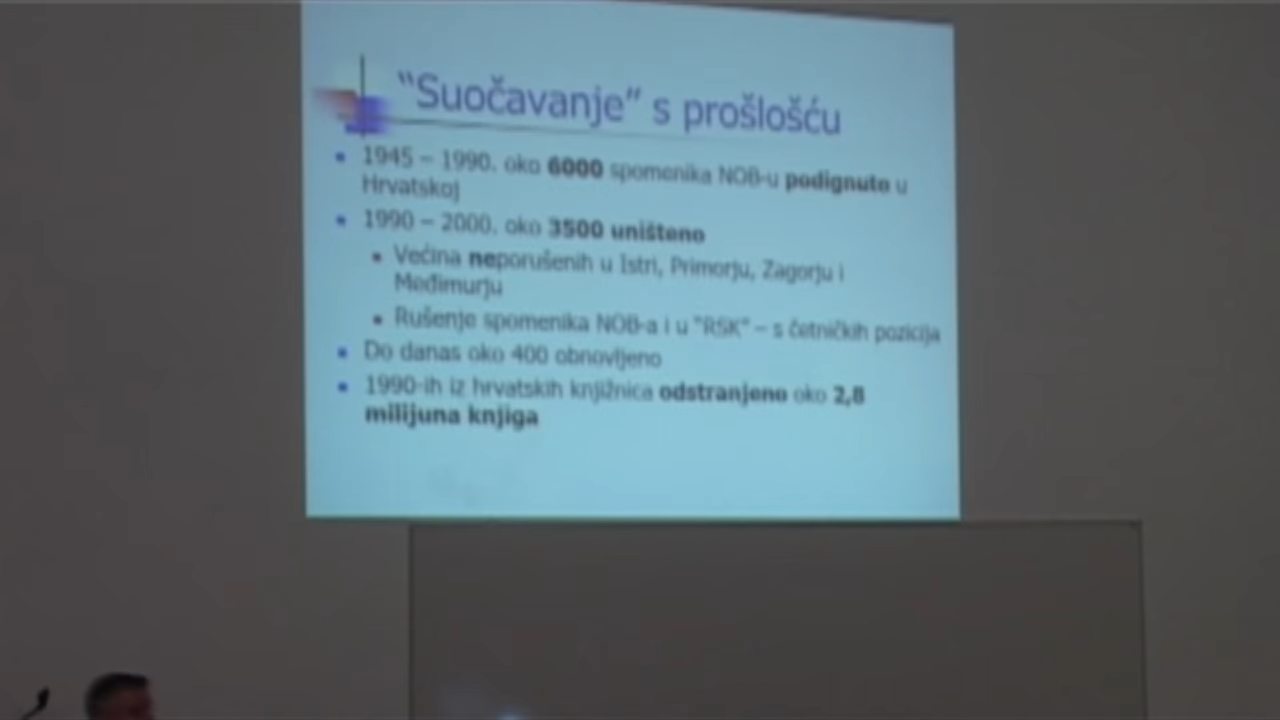 “Suočavanje” s prošlošću
1945 – 1990. oko 6000 spomenika NOB-u podignuto u
Hrvatskoj
1990 – 2000. oko 3500 uništeno
Većina neporušenih u Istri, Primorju, Zagorju i
Međimurju
Rušenje spomenika NOB-a i u "RSK" – s četničkih pozicija
Do danas oko 400 obnovljeno
1990-ih iz hrvatskih knjižnica odstranjeno oko 2,8
milijuna knjiga